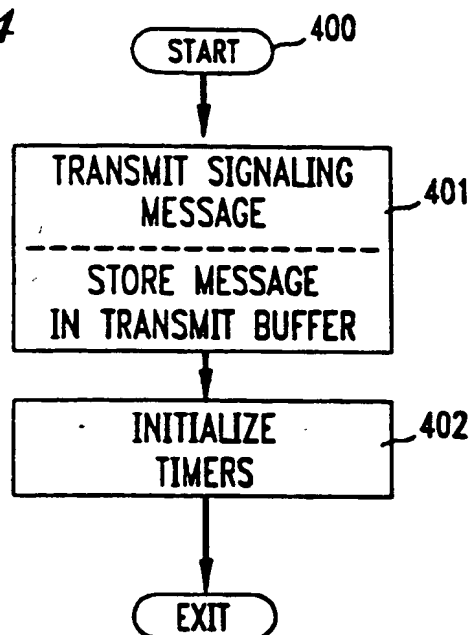 4
START
400
TRANSMIT SIGNALING
MESSAGE
401
STORE MESSAGE
IN TRANSMIT BUFFER
INITIALIZE
TIMERS
402
EXIT